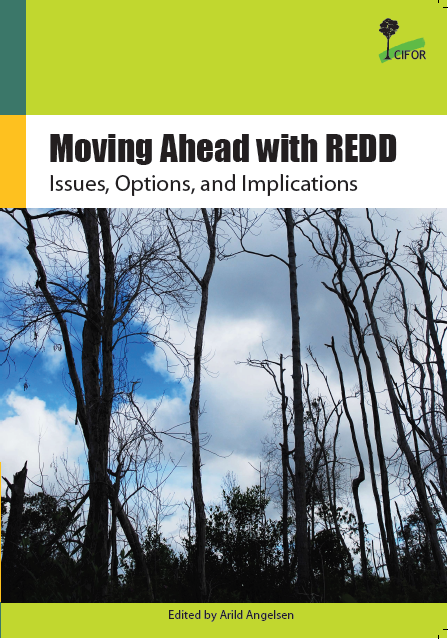 CIFOR
Moving Ahead with REDD
Issues, Options, and Implications
Edited by Arild Angelsen